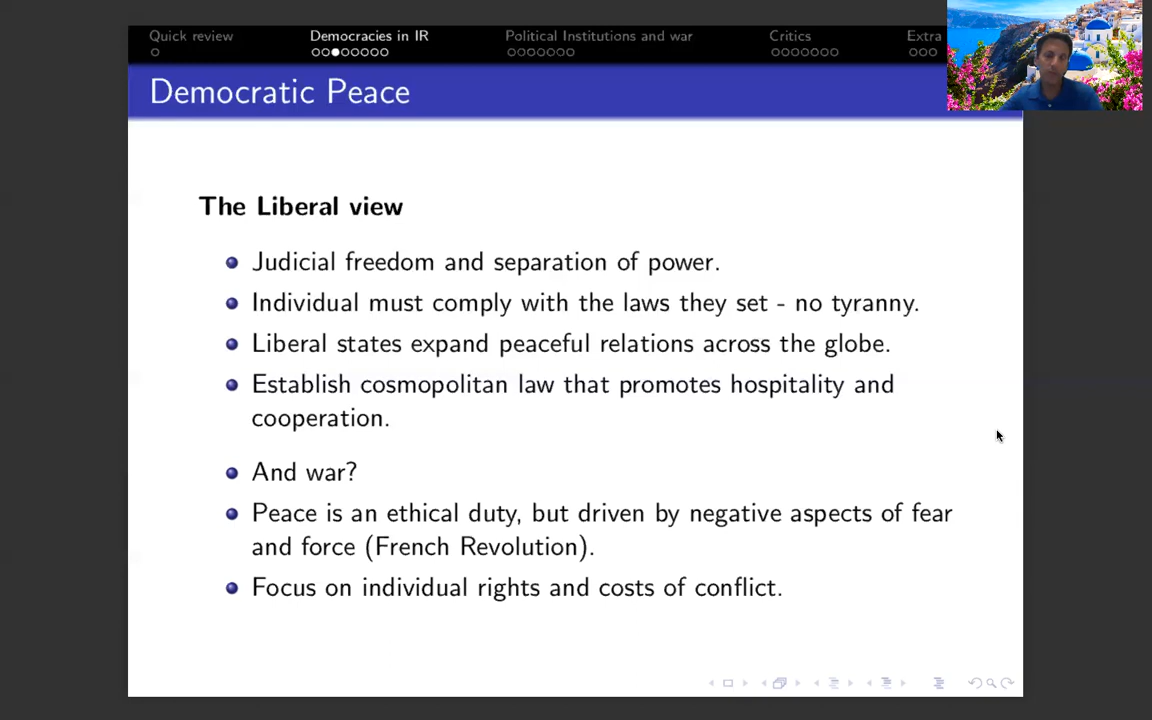 Quick review
Democracies in IR
Political Institutions and war
Critics
Extra
Democratic Peace
The Liberal view
Judicial freedom and separation of power.
Individual must comply with the laws they set - no tyranny.
Liberal states expand peaceful relations across the globe.
Establish cosmopolitan law that promotes hospitality and
cooperation.
And war?
Peace is an ethical duty, but driven by negative aspects of fear
and force (French Revolution).
Focus on individual rights and costs of conflict.